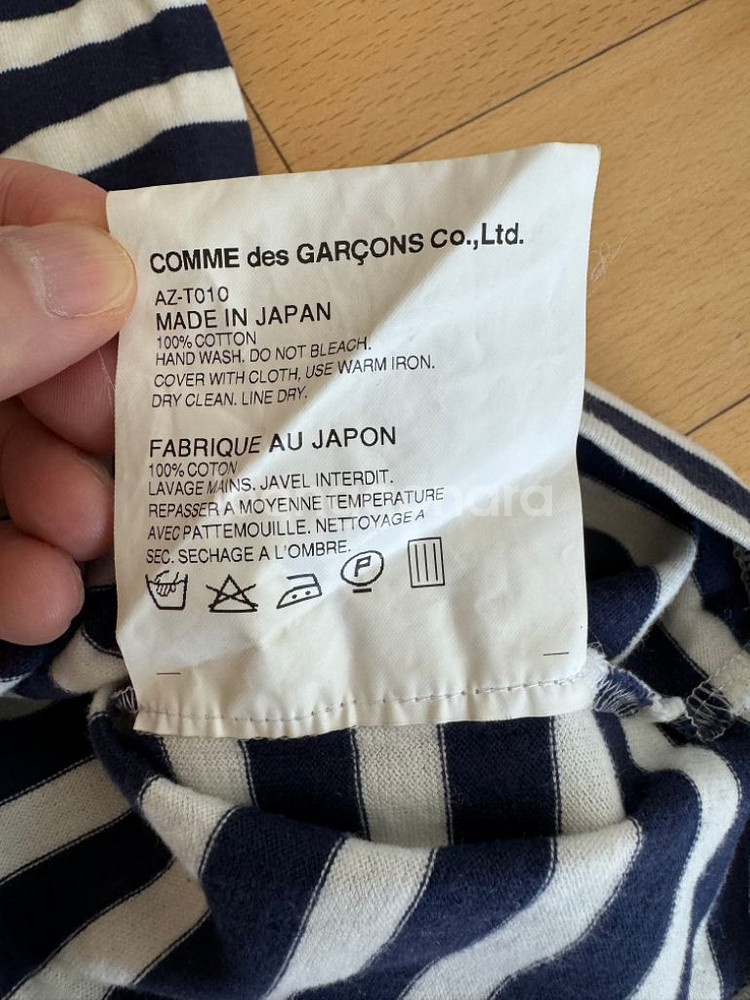 COMME des GARÇONS Co.,Ltd.
AZ-T010
MADE IN JAPAN
100% COTTON
HAND WASH. DO NOT BLEACH.
COVER WITH CLOTH, USE WARM IRON.
DRY CLEAN. LINE DRY.
FABRIQUE AU JAPON
100% COTON
LAVAGE MAINS. JAVEL INTERDIT.
REPASSER A MOYENNE TEMPERATURE
AVEC PATTEMOUILLE. NETTOYAGE A
SEC. SECHAGE A L'OMBRE.
P